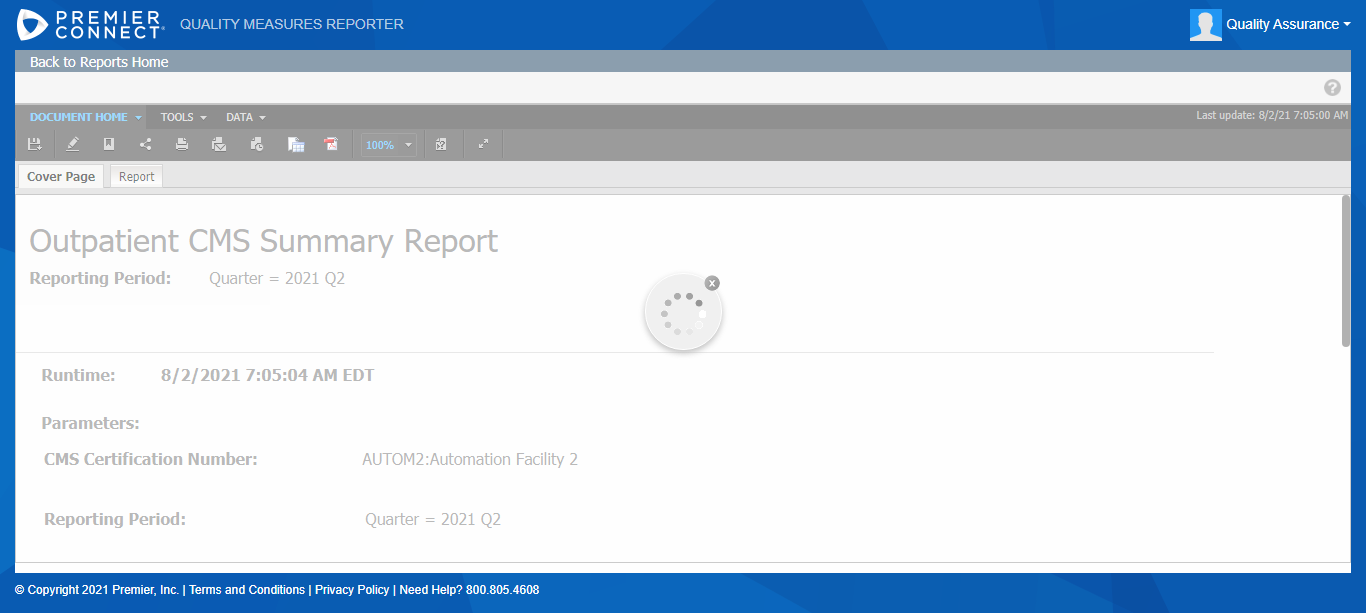 PREMIER CONNECT® QUALITY MEASURES REPORTER
Quality Assurance
Back to Reports Home
?
DOCUMENT HOME TOOLS DATA
Last update: 8/2/21 7:05:00 AM
100%
Cover Page Report
Outpatient CMS Summary Report
Reporting Period: Quarter = 2021 Q2
x
Runtime: 8/2/2021 7:05:04 AM EDT
Parameters:
CMS Certification Number: AUTOM2:Automation Facility 2
Reporting Period: Quarter = 2021 Q2
© Copyright 2021 Premier, Inc. | Terms and Conditions | Privacy Policy | Need Help? 800.805.4608